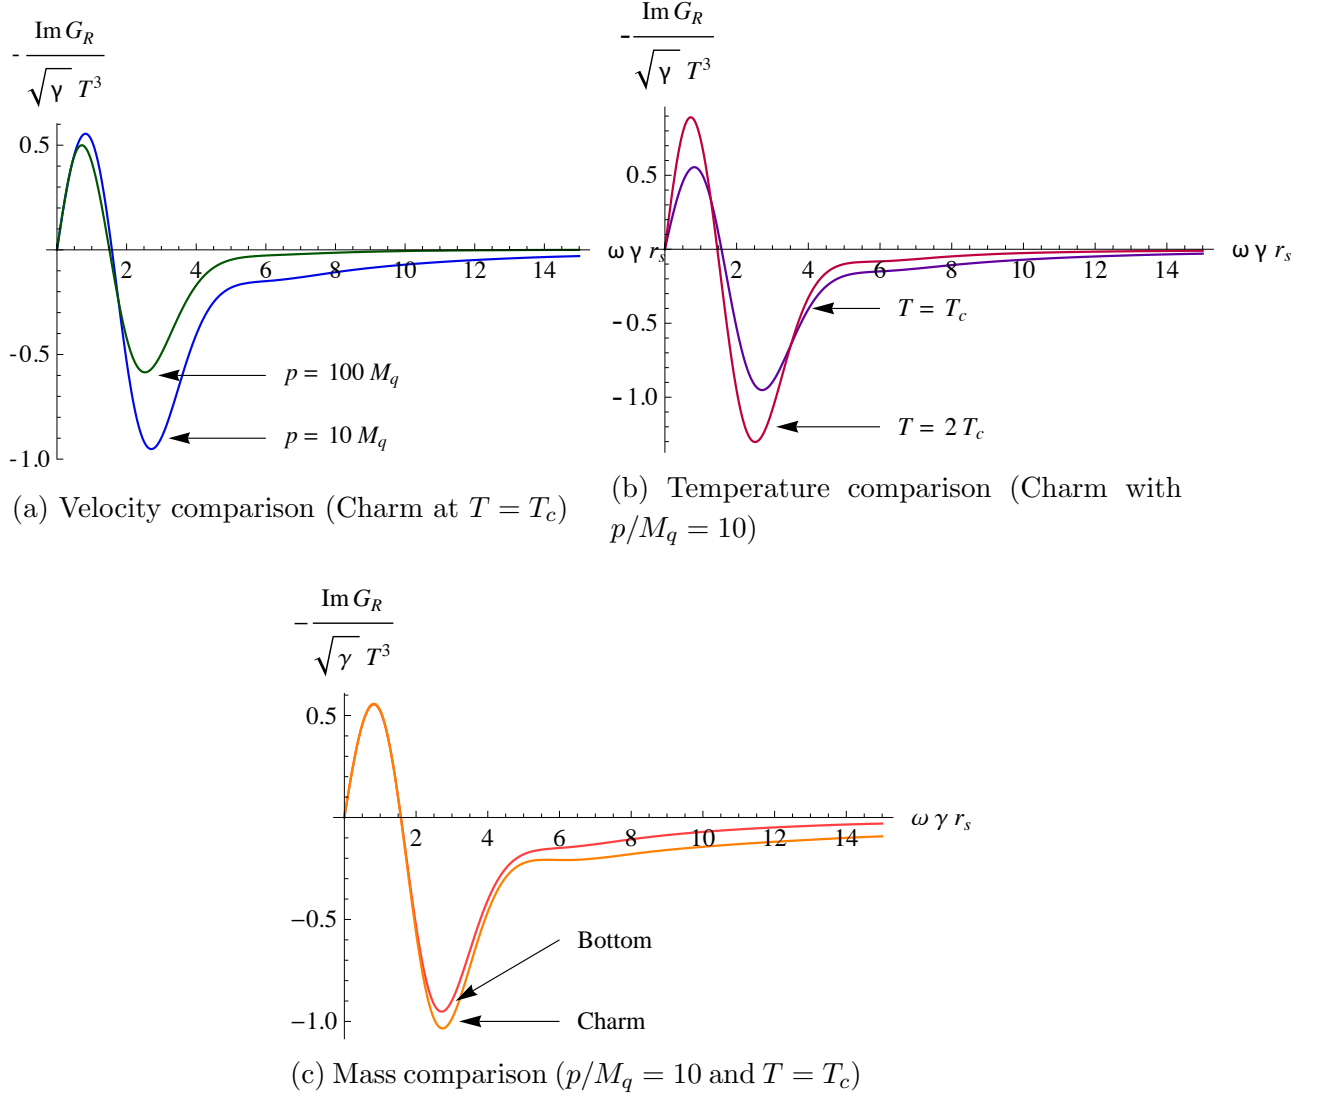 - Im G_R / √γ T³
0.5
-0.5
-1.0
2 4 6 8 10 12 14
ω γ r_s
p = 100 M_q
p = 10 M_q
(a) Velocity comparison (Charm at T = T_c)
- Im G_R / √γ T³
0.5
-0.5
-1.0
2 4 6 8 10 12 14
ω γ r_s
T = T_c
T = 2 T_c
(b) Temperature comparison (Charm with
p/M_q = 10)
- Im G_R / √γ T³
0.5
-0.5
-1.0
2 4 6 8 10 12 14
ω γ r_s
Bottom
Charm
(c) Mass comparison (p/M_q = 10 and T = T_c)